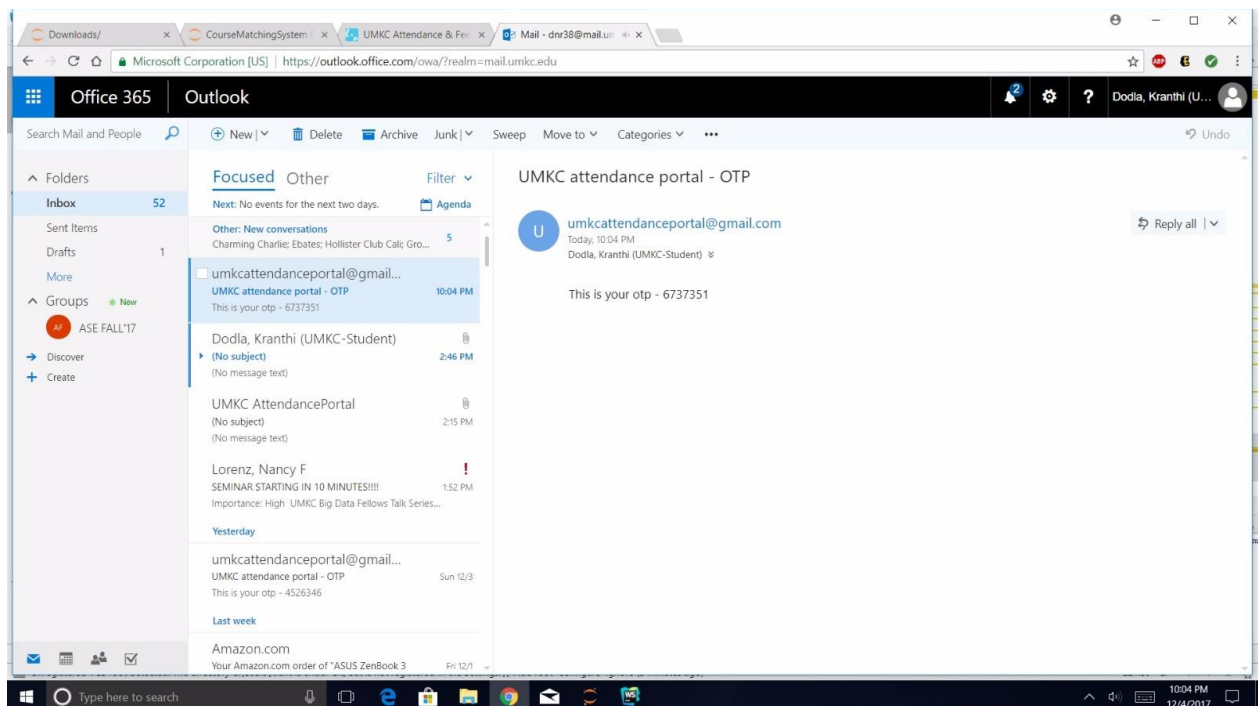 Downloads/
CourseMatchingSystem
UMKC Attendance & Fee
Mail - dnr38@mail.um
Microsoft Corporation [US] | https://outlook.office.com/owa/?realm=mail.umkc.edu
ABP
Office 365 Outlook
2
? Dodla, Kranthi (U...
Search Mail and People
New | Delete Archive Junk | Sweep Move to Categories ...
Undo
Folders
Inbox 52
Sent Items
Drafts 1
More
Groups New
AF ASE FALL'17
Discover
Create
Focused Other Filter
Next: No events for the next two days. Agenda
Other: New conversations
Charming Charlie; Ebates; Hollister Club Cali; Gro... 5
umkcattendanceportal@gmail...
UMKC attendance portal - OTP 10:04 PM
This is your otp - 6737351
Dodla, Kranthi (UMKC-Student)
(No subject) 2:46 PM
(No message text)
UMKC AttendancePortal
(No subject) 2:15 PM
(No message text)
Lorenz, Nancy F !
SEMINAR STARTING IN 10 MINUTES!!!! 1:52 PM
Importance: High UMKC Big Data Fellows Talk Series...
Yesterday
umkcattendanceportal@gmail...
UMKC attendance portal - OTP Sun 12/3
This is your otp - 4526346
Last week
Amazon.com
Your Amazon.com order of "ASUS ZenBook 3 Fri 12/1
UMKC attendance portal - OTP
U
umkcattendanceportal@gmail.com
Today, 10:04 PM
Dodla, Kranthi (UMKC-Student)
Reply all |
This is your otp - 6737351
Type here to search
WS
10:04 PM
12/4/2017